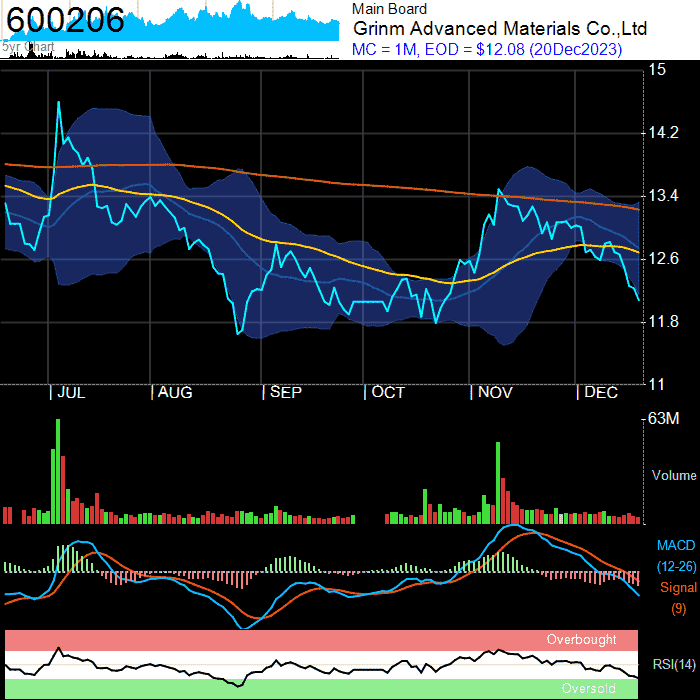 600206
5yr Chart
Main Board
Grinm Advanced Materials Co.,Ltd
MC = 1M, EOD = $12.08 (20Dec2023)
15
14.2
13.4
12.6
11.8
11
JUL AUG SEP OCT NOV DEC
63M
Volume
MACD
(12-26)
Signal
(9)
Overbought
RSI(14)
Oversold